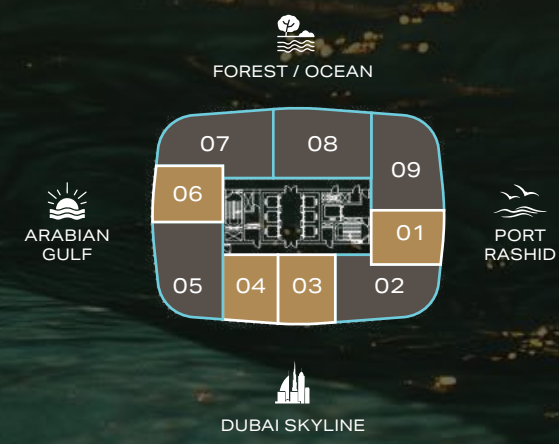 FOREST / OCEAN
07
08
09
06
ARABIAN
GULF
01
PORT
RASHID
05
04
03
02
DUBAI SKYLINE